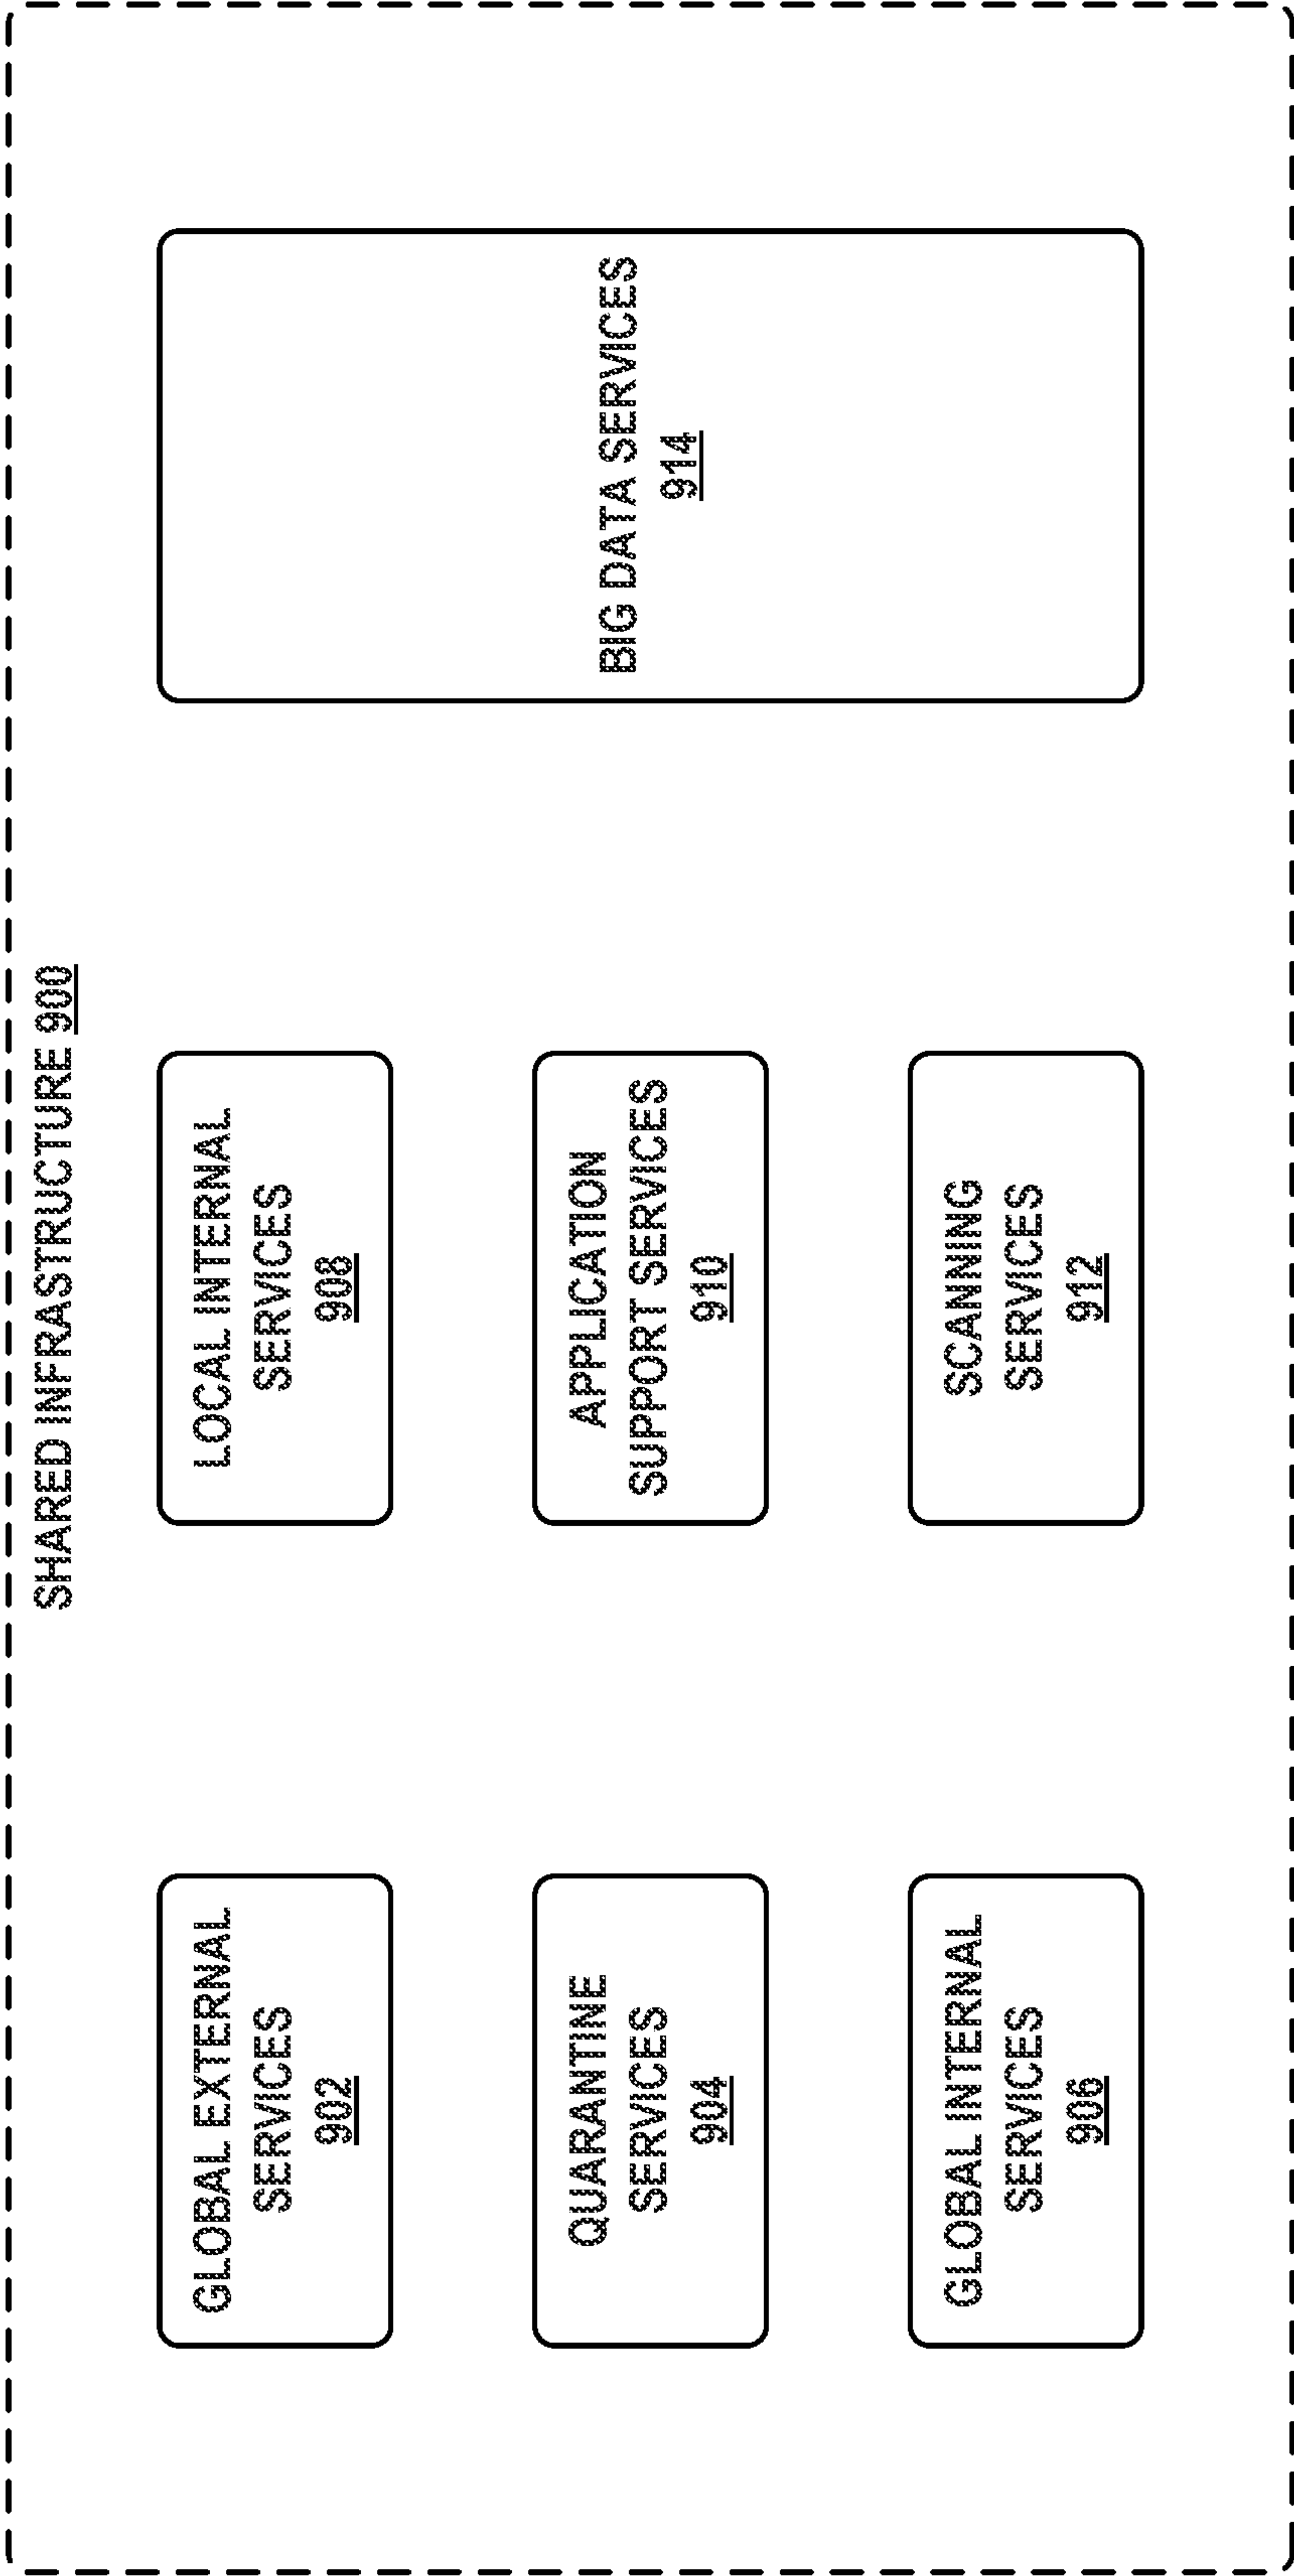 SHARED INFRASTRUCTURE 900
GLOBAL EXTERNAL
SERVICES
902
QUARANTINE
SERVICES
904
GLOBAL INTERNAL
SERVICES
906
LOCAL INTERNAL
SERVICES
908
APPLICATION
SUPPORT SERVICES
910
SCANNING
SERVICES
912
BIG DATA SERVICES
914